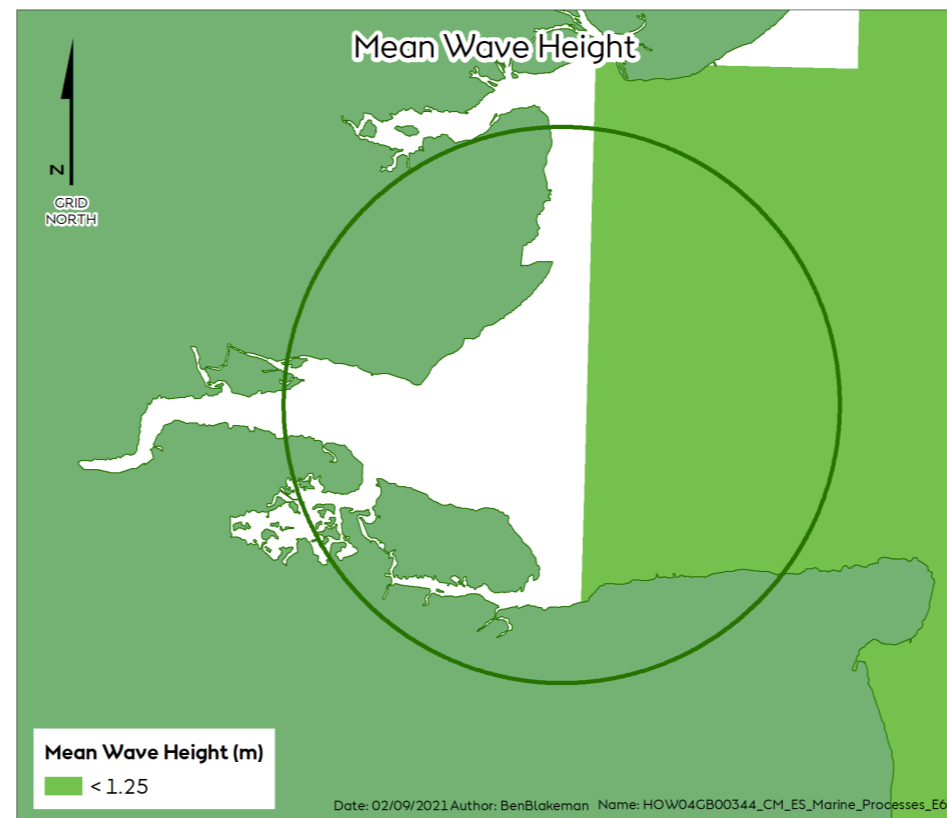 Mean Wave Height
N
GRID
NORTH
Mean Wave Height (m)
< 1.25
Date: 02/09/2021 Author: BenBlakeman Name: HOW04GB00344_CM_ES_Marine_Processes_E6